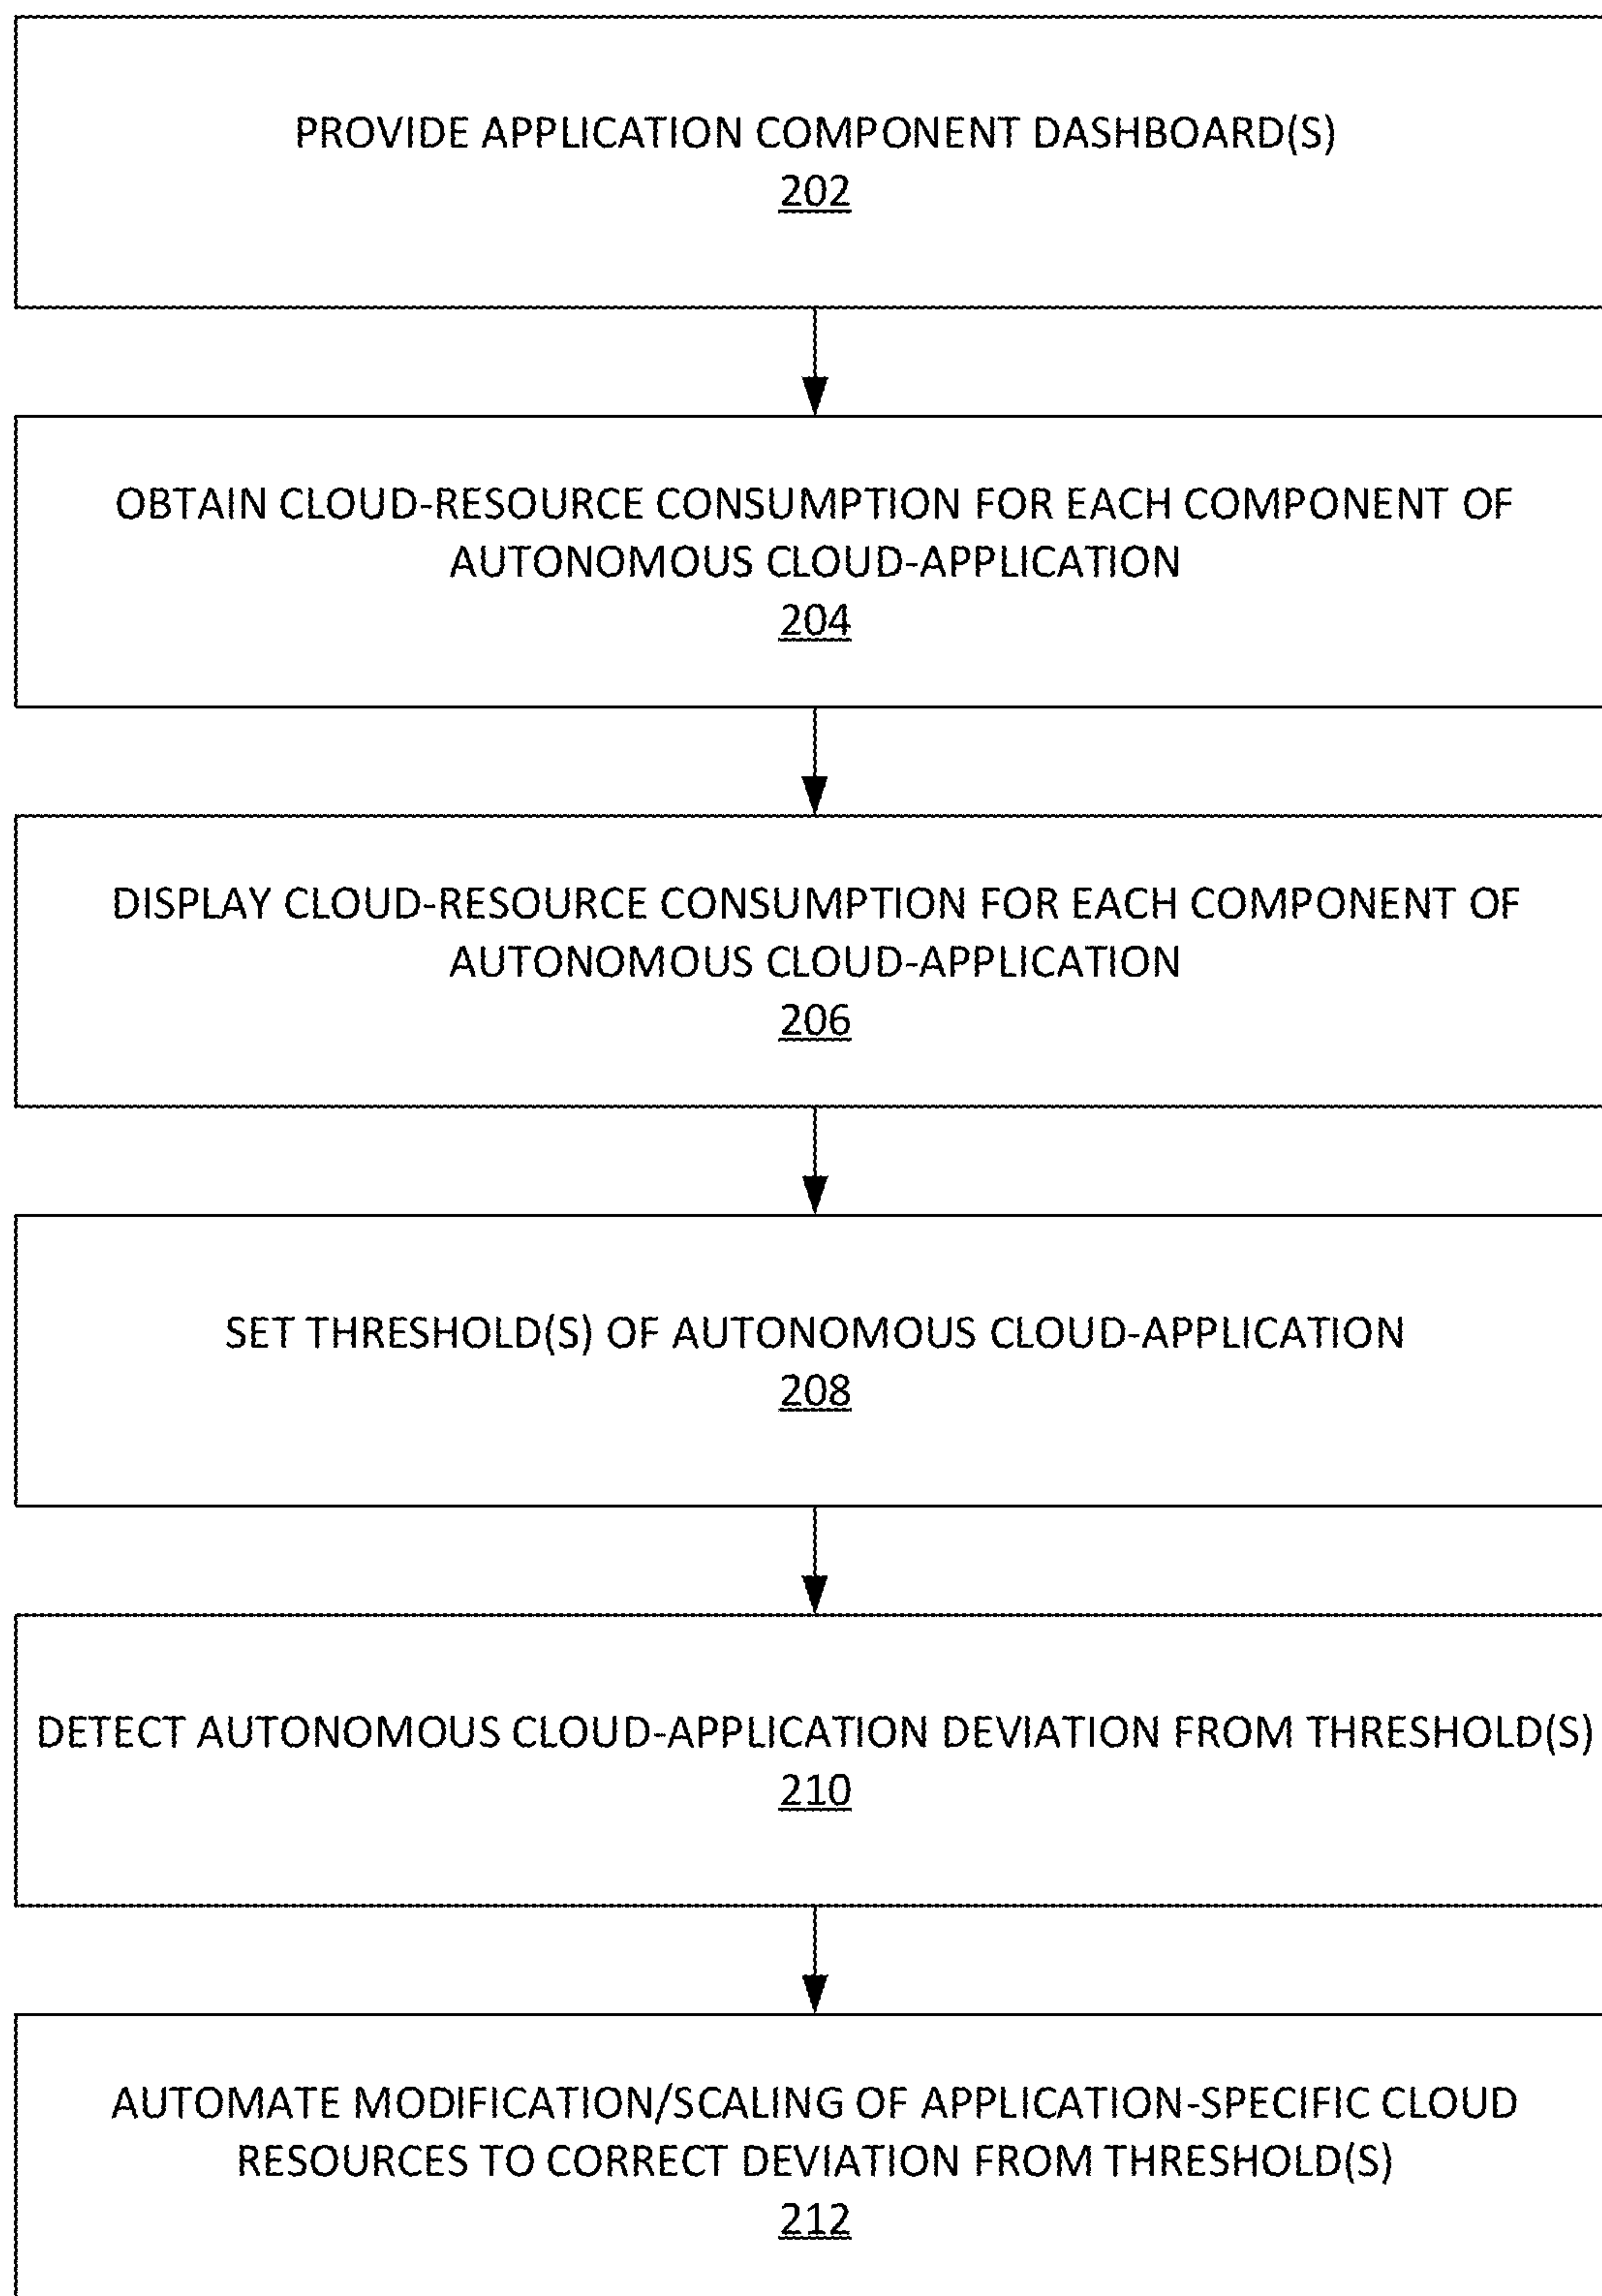 PROVIDE APPLICATION COMPONENT DASHBOARD(S)
202
OBTAIN CLOUD-RESOURCE CONSUMPTION FOR EACH COMPONENT OF
AUTONOMOUS CLOUD-APPLICATION
204
DISPLAY CLOUD-RESOURCE CONSUMPTION FOR EACH COMPONENT OF
AUTONOMOUS CLOUD-APPLICATION
206
SET THRESHOLD(S) OF AUTONOMOUS CLOUD-APPLICATION
208
DETECT AUTONOMOUS CLOUD-APPLICATION DEVIATION FROM THRESHOLD(S)
210
AUTOMATE MODIFICATION/SCALING OF APPLICATION-SPECIFIC CLOUD
RESOURCES TO CORRECT DEVIATION FROM THRESHOLD(S)
212